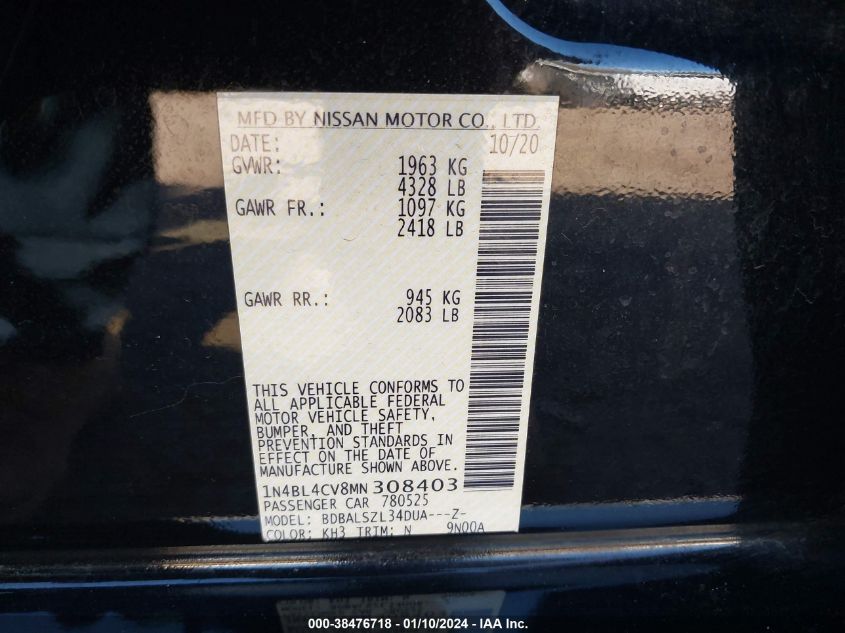 MFD BY NISSAN MOTOR CO., LTD.
DATE: 10/20
GVWR: 1963 KG
4328 LB
GAWR FR.: 1097 KG
2418 LB
GAWR RR.: 945 KG
2083 LB
THIS VEHICLE CONFORMS TO
ALL APPLICABLE FEDERAL
MOTOR VEHICLE SAFETY,
BUMPER, AND THEFT
PREVENTION STANDARDS IN
EFFECT ON THE DATE OF
MANUFACTURE SHOWN ABOVE.
1N4BL4CV8MN308403
PASSENGER CAR 780525
MODEL: BDBALSZL34DUA---Z-
COLOR: KH3 TRIM: N 9N00A
000-38476718 - 01/10/2024 - IAA Inc.